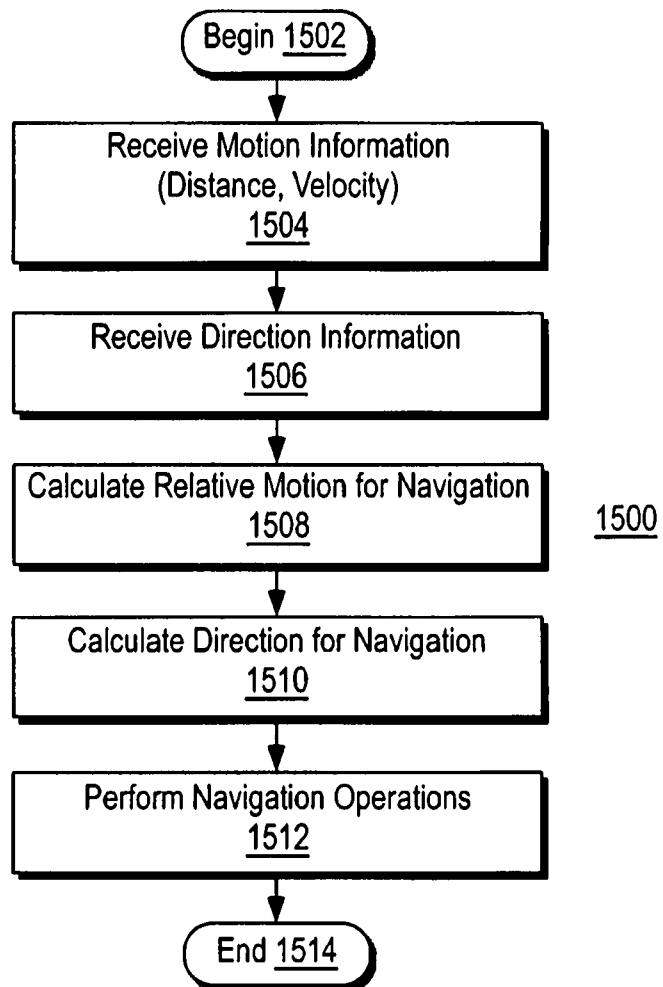 Begin 1502
Receive Motion Information
(Distance, Velocity)
1504
Receive Direction Information
1506
Calculate Relative Motion for Navigation
1508
1500
Calculate Direction for Navigation
1510
Perform Navigation Operations
1512
End 1514